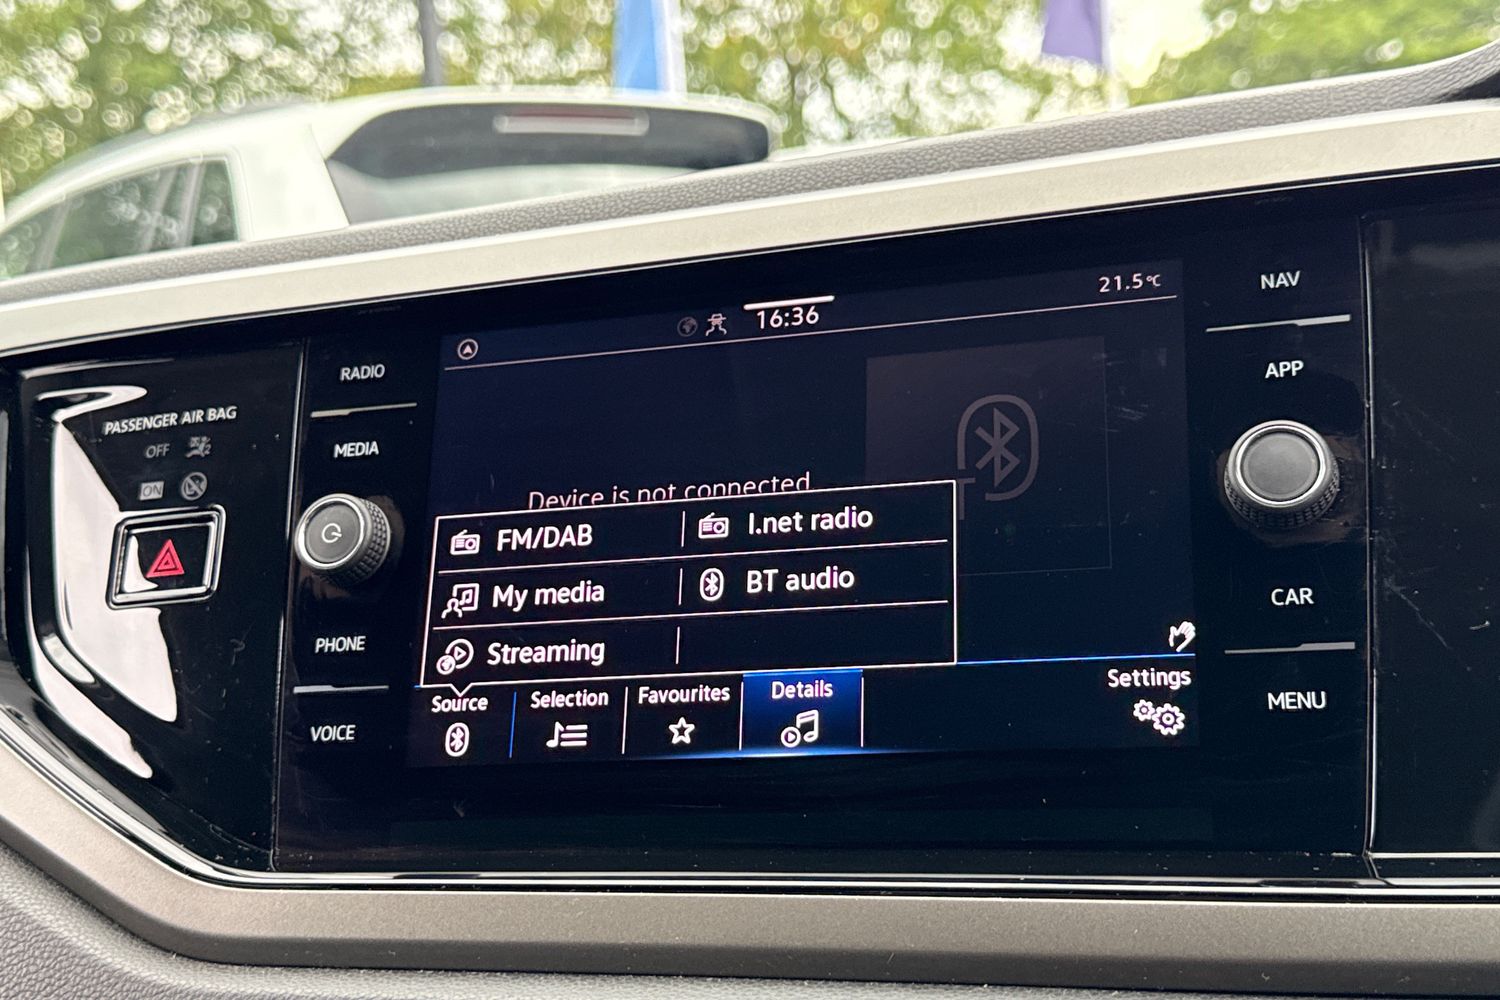 PASSENGER AIR BAG
OFF
ON
RADIO
MEDIA
PHONE
VOICE
16:36
21.5°C
Device is not connected
FM/DAB
I.net radio
My media
BT audio
Streaming
Source
Selection
Favourites
Details
Settings
NAV
APP
CAR
MENU